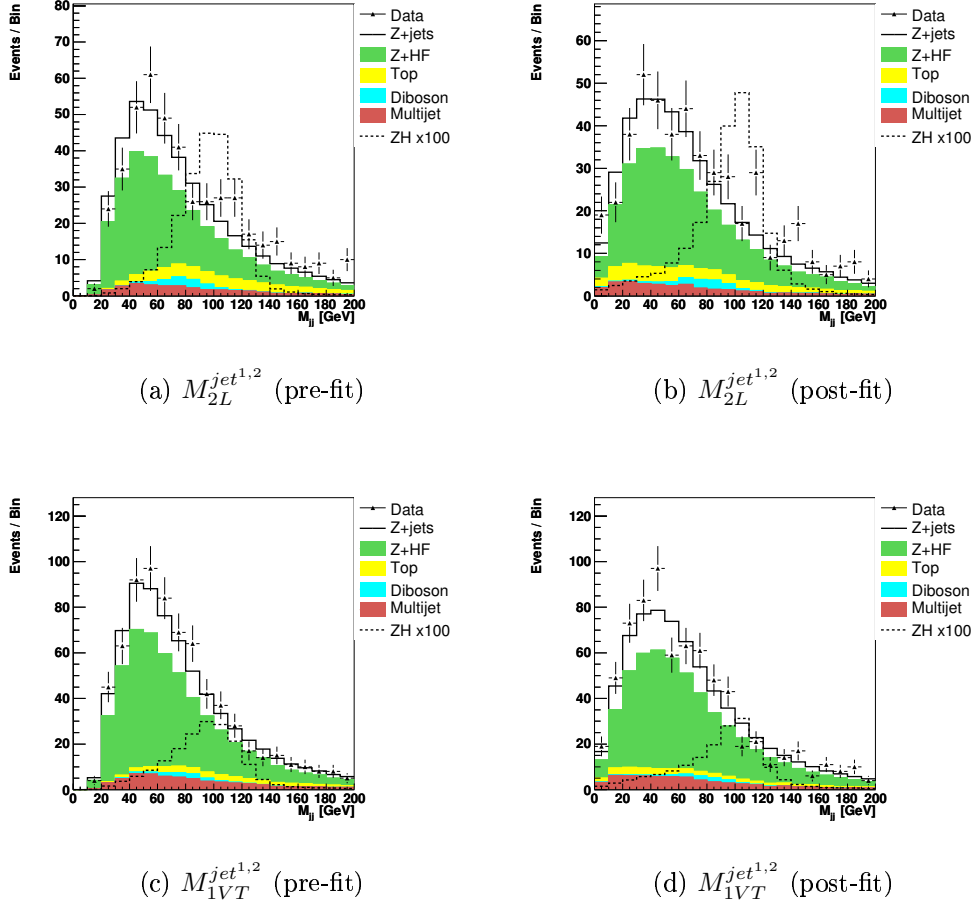 Events / Bin
80
70
60
50
40
30
20
10
0
0 20 40 60 80 100 120 140 160 180 200
M_jj [GeV]
Data
Z+jets
Z+HF
Top
Diboson
Multijet
ZH x100
(a) M_{2L}^{jet^{1,2}} (pre-fit)
Events / Bin
60
50
40
30
20
10
0
0 20 40 60 80 100 120 140 160 180 200
M_jj [GeV]
Data
Z+jets
Z+HF
Top
Diboson
Multijet
ZH x100
(b) M_{2L}^{jet^{1,2}} (post-fit)
Events / Bin
120
100
80
60
40
20
0
0 20 40 60 80 100 120 140 160 180 200
M_jj [GeV]
Data
Z+jets
Z+HF
Top
Diboson
Multijet
ZH x100
(c) M_{1VT}^{jet^{1,2}} (pre-fit)
Events / Bin
120
100
80
60
40
20
0
0 20 40 60 80 100 120 140 160 180 200
M_jj [GeV]
Data
Z+jets
Z+HF
Top
Diboson
Multijet
ZH x100
(d) M_{1VT}^{jet^{1,2}} (post-fit)